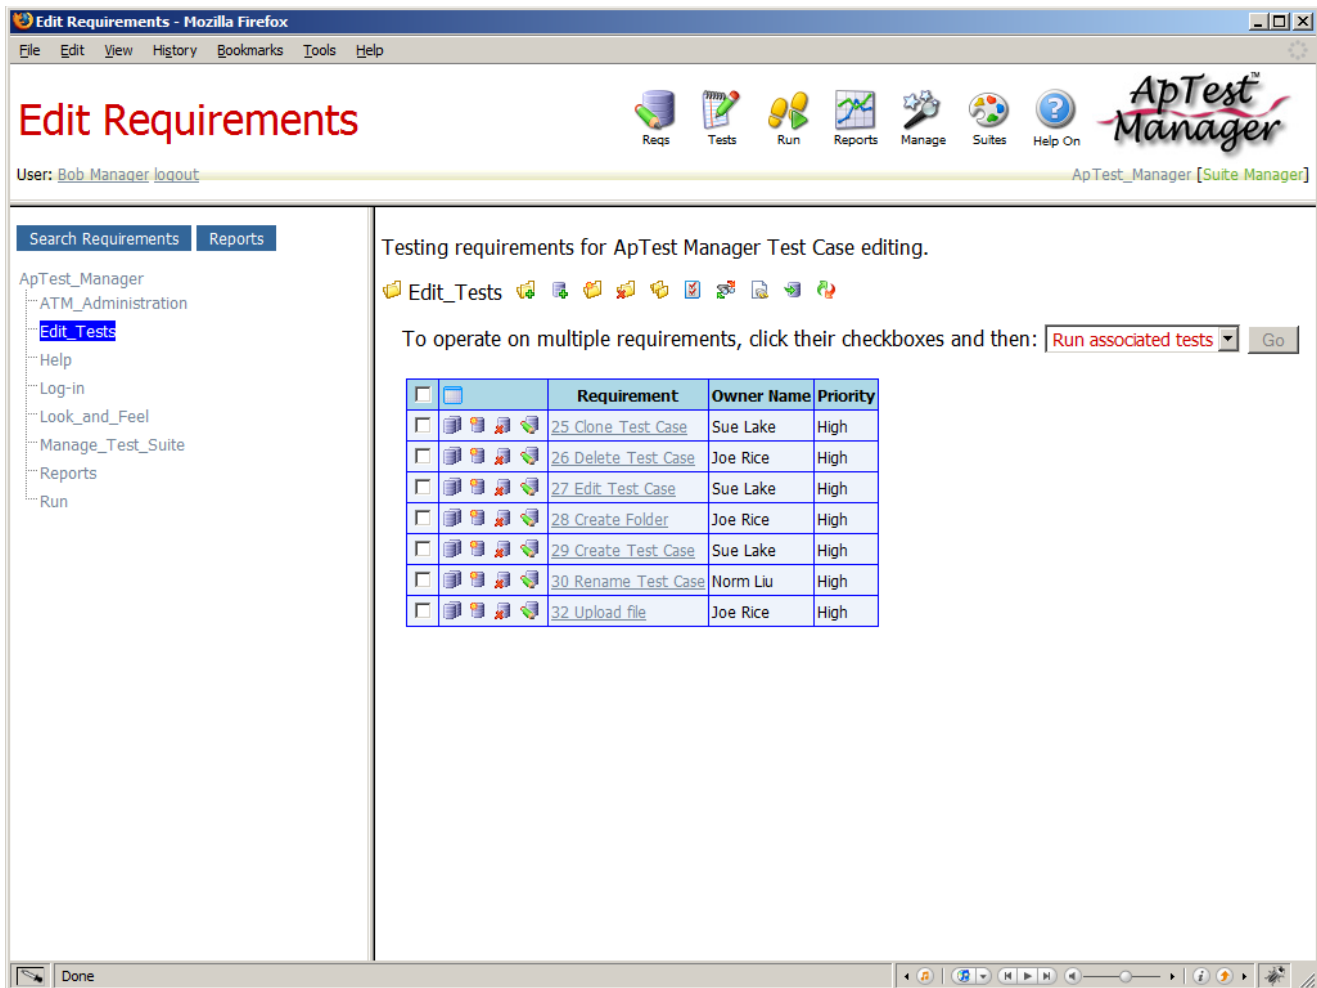 Edit Requirements - Mozilla Firefox
File Edit View History Bookmarks Tools Help
Edit Requirements
Reqs Tests Run Reports Manage Suites Help On
ApTest™ Manager
User: Bob Manager logout
ApTest_Manager [Suite Manager]
Search Requirements Reports
ApTest_Manager
ATM_Administration
Edit_Tests
Help
Log-in
Look_and_Feel
Manage_Test_Suite
Reports
Run
Testing requirements for ApTest Manager Test Case editing.
Edit_Tests
To operate on multiple requirements, click their checkboxes and then: Run associated tests Go
Requirement Owner Name Priority
25 Clone Test Case Sue Lake High
26 Delete Test Case Joe Rice High
27 Edit Test Case Sue Lake High
28 Create Folder Joe Rice High
29 Create Test Case Sue Lake High
30 Rename Test Case Norm Liu High
32 Upload file Joe Rice High
Done